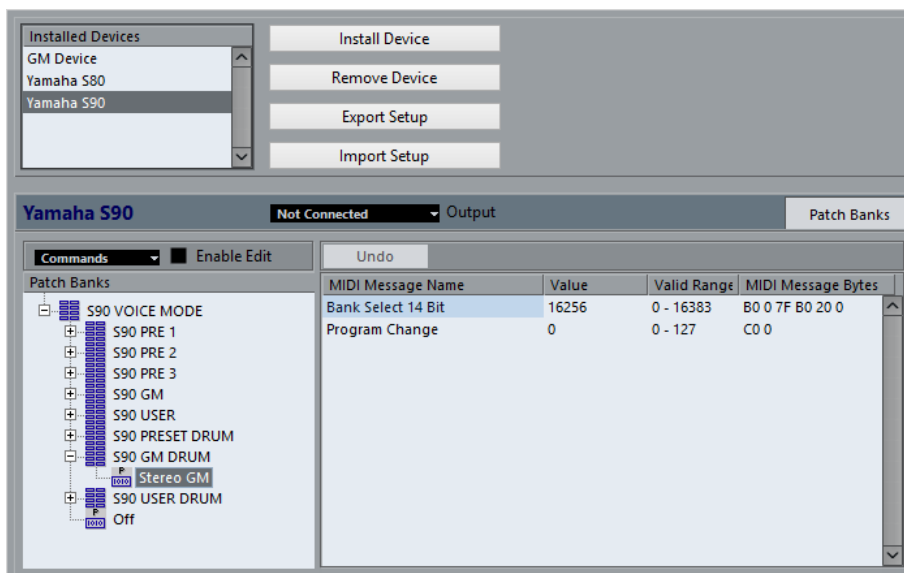 Installed Devices
GM Device
Yamaha S80
Yamaha S90
Install Device
Remove Device
Export Setup
Import Setup
Yamaha S90
Not Connected
Output
Patch Banks
Commands
Enable Edit
Undo
Patch Banks
S90 VOICE MODE
S90 PRE 1
S90 PRE 2
S90 PRE 3
S90 GM
S90 USER
S90 PRESET DRUM
S90 GM DRUM
P
1010
Stereo GM
S90 USER DRUM
P
1010
Off
MIDI Message Name Value Valid Range MIDI Message Bytes
Bank Select 14 Bit 16256 0 - 16383 B0 0 7F B0 20 0
Program Change 0 0 - 127 C0 0